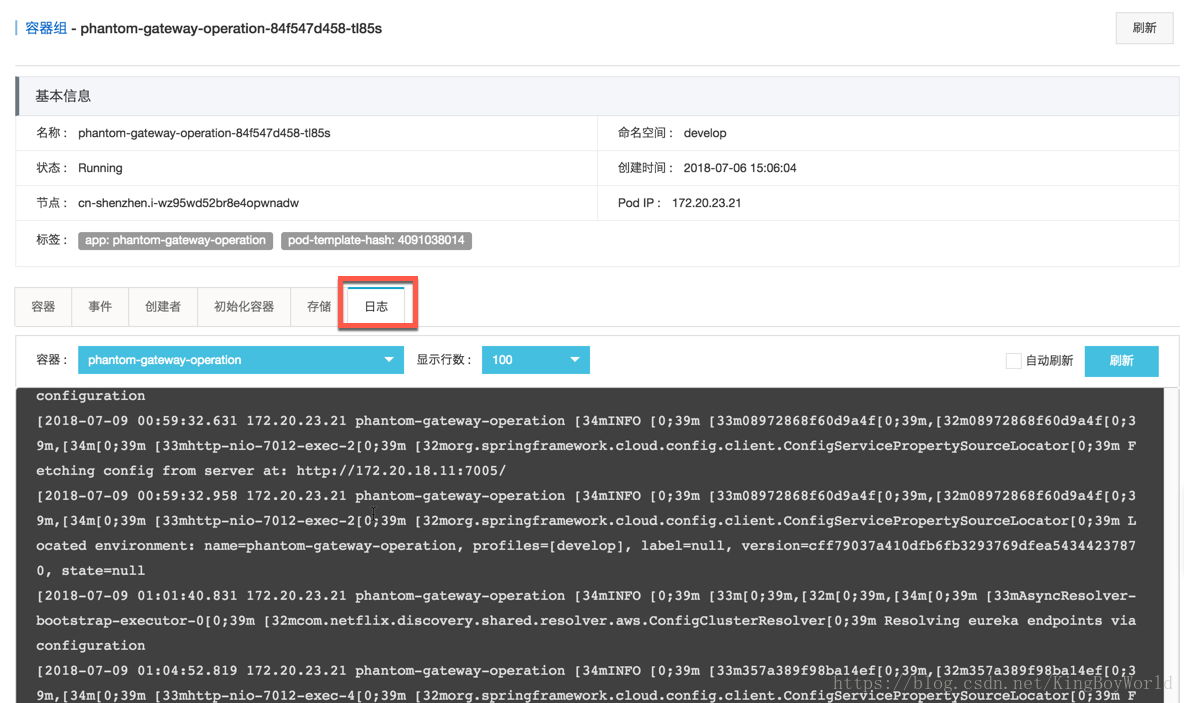 容器组 - phantom-gateway-operation-84f547d458-tl85s
刷新
基本信息
名称： phantom-gateway-operation-84f547d458-tl85s
命名空间： develop
状态： Running
创建时间： 2018-07-06 15:06:04
节点： cn-shenzhen.i-wz95wd52br8e4opwnadw
Pod IP： 172.20.23.21
标签： app: phantom-gateway-operation pod-template-hash: 4091038014
容器 事件 创建者 初始化容器 存储 日志
容器： phantom-gateway-operation 显示行数： 100 自动刷新 刷新
configuration
[2018-07-09 00:59:32.631 172.20.23.21 phantom-gateway-operation [34mINFO [0;39m [33m08972868f60d9a4f[0;39m,[32m08972868f60d9a4f[0;3
9m,[34m[0;39m [33mhttp-nio-7012-exec-2[0;39m [32morg.springframework.cloud.config.client.ConfigServicePropertySourceLocator[0;39m F
etching config from server at: http://172.20.18.11:7005/
[2018-07-09 00:59:32.958 172.20.23.21 phantom-gateway-operation [34mINFO [0;39m [33m08972868f60d9a4f[0;39m,[32m08972868f60d9a4f[0;3
9m,[34m[0;39m [33mhttp-nio-7012-exec-2[0;39m [32morg.springframework.cloud.config.client.ConfigServicePropertySourceLocator[0;39m L
ocated environment: name=phantom-gateway-operation, profiles=[develop], label=null, version=cff79037a410dfb6fb3293769dfea5434423787
0, state=null
[2018-07-09 01:01:40.831 172.20.23.21 phantom-gateway-operation [34mINFO [0;39m [33m[0;39m,[32m[0;39m,[34m[0;39m [33mAsyncResolver-
bootstrap-executor-0[0;39m [32mcom.netflix.discovery.shared.resolver.aws.ConfigClusterResolver[0;39m Resolving eureka endpoints via
configuration
[2018-07-09 01:04:52.819 172.20.23.21 phantom-gateway-operation [34mINFO [0;39m [33m357a389f98ba14ef[0;39m,[32m357a389f98ba14ef[0;3
9m,[34m[0;39m [33mhttp-nio-7012-exec-4[0;39m [32morg.springframework.cloud.config.client.ConfigServicePropertySourceLocator[0;39m F
https://blog.csdn.net/KingBoyWorld